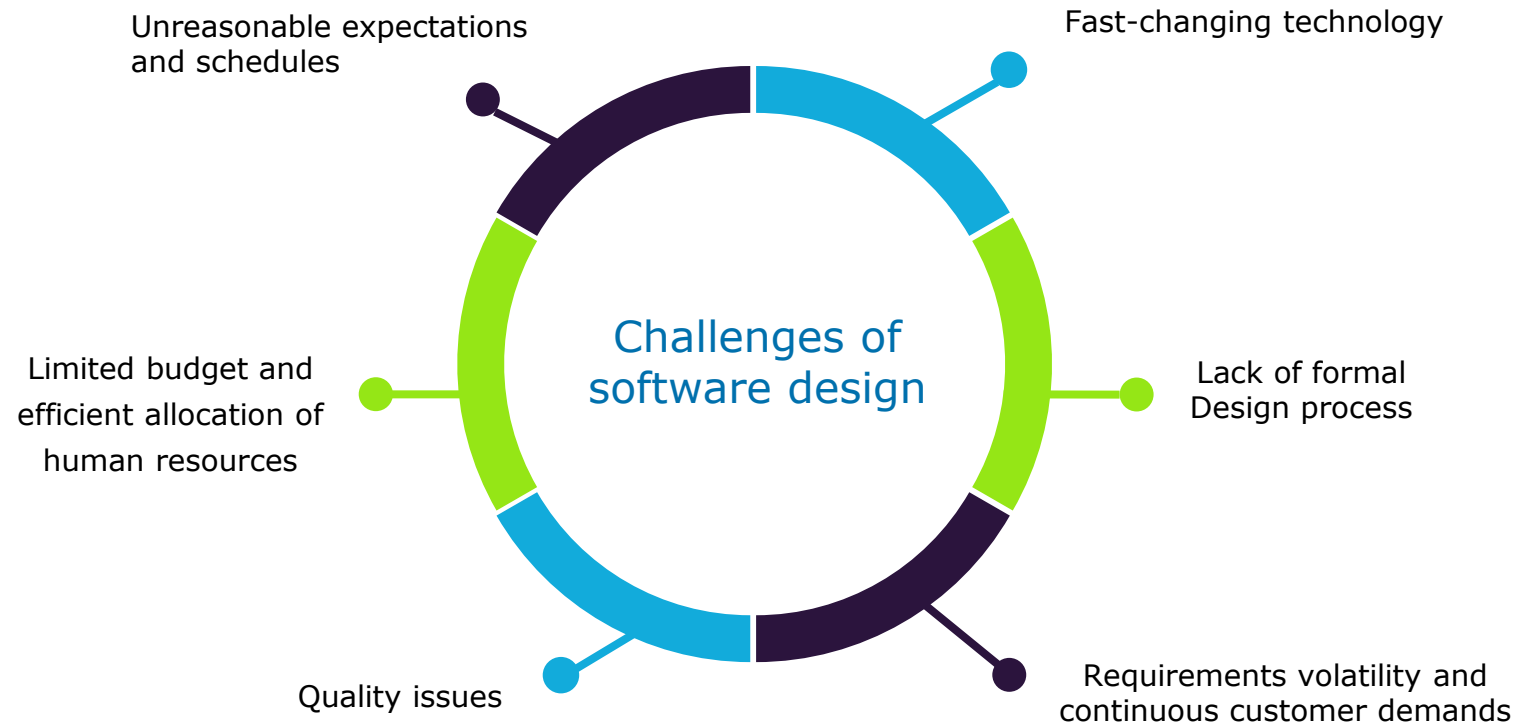 Unreasonable expectations
and schedules
Fast-changing technology
Challenges of
software design
Limited budget and
efficient allocation of
human resources
Lack of formal
Design process
Quality issues
Requirements volatility and
continuous customer demands